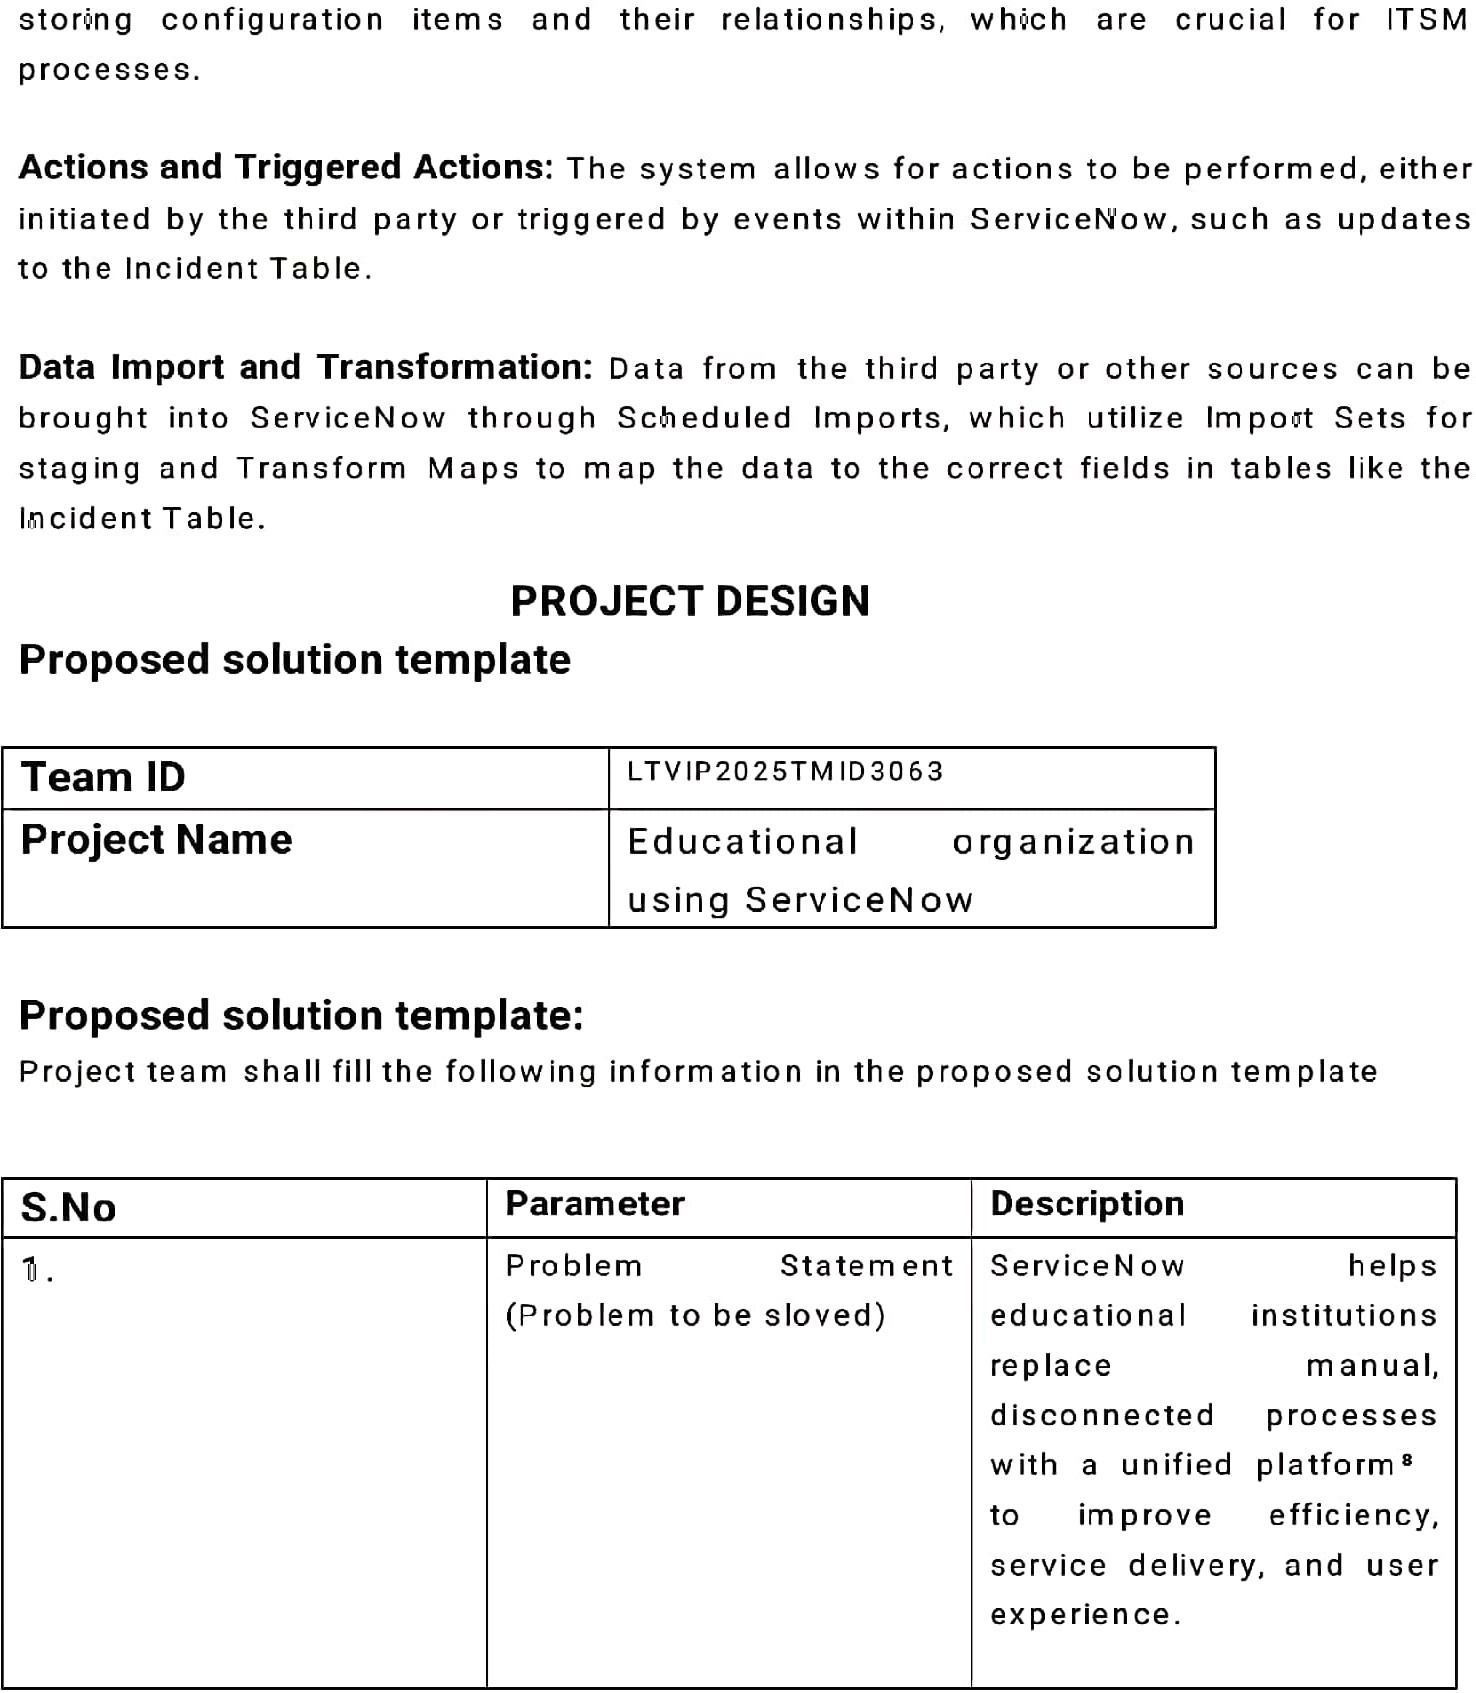 storing configuration items and their relationships, which are crucial for ITSM
processes.
Actions and Triggered Actions: The system allows for actions to be performed, either
initiated by the third party or triggered by events within ServiceNow, such as updates
to the Incident Table.
Data Import and Transformation: Data from the third party or other sources can be
brought into ServiceNow through Scheduled Imports, which utilize Import Sets for
staging and Transform Maps to map the data to the correct fields in tables like the
Incident Table.
PROJECT DESIGN
Proposed solution template
Team ID LTVIP2025TMID3063
Project Name Educational organization
using ServiceNow
Proposed solution template:
Project team shall fill the following information in the proposed solution template
S.No Parameter Description
1. Problem Statement ServiceNow helps
(Problem to be sloved) educational institutions
replace manual,
disconnected processes
with a unified platform⁸
to improve efficiency,
service delivery, and user
experience.